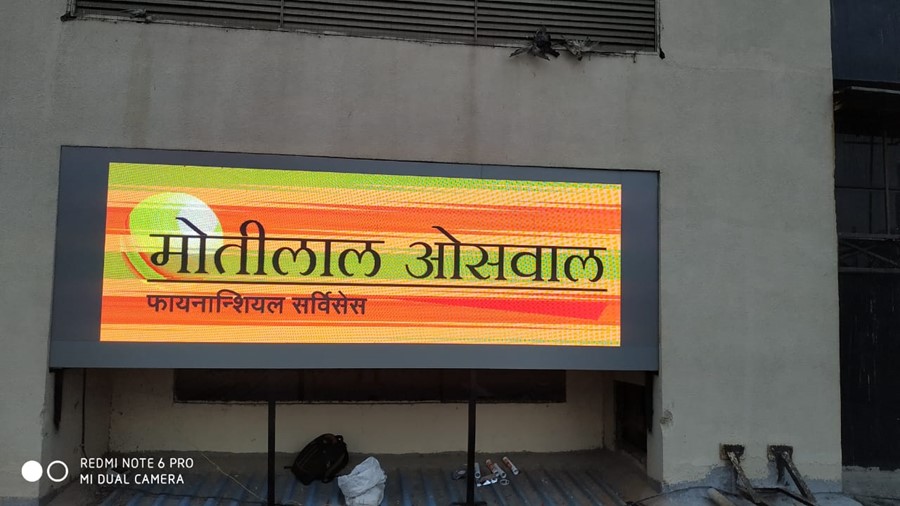 मोतीलाल ओसवाल
फायनान्शियल सर्विसेस
REDMI NOTE 6 PRO
MI DUAL CAMERA